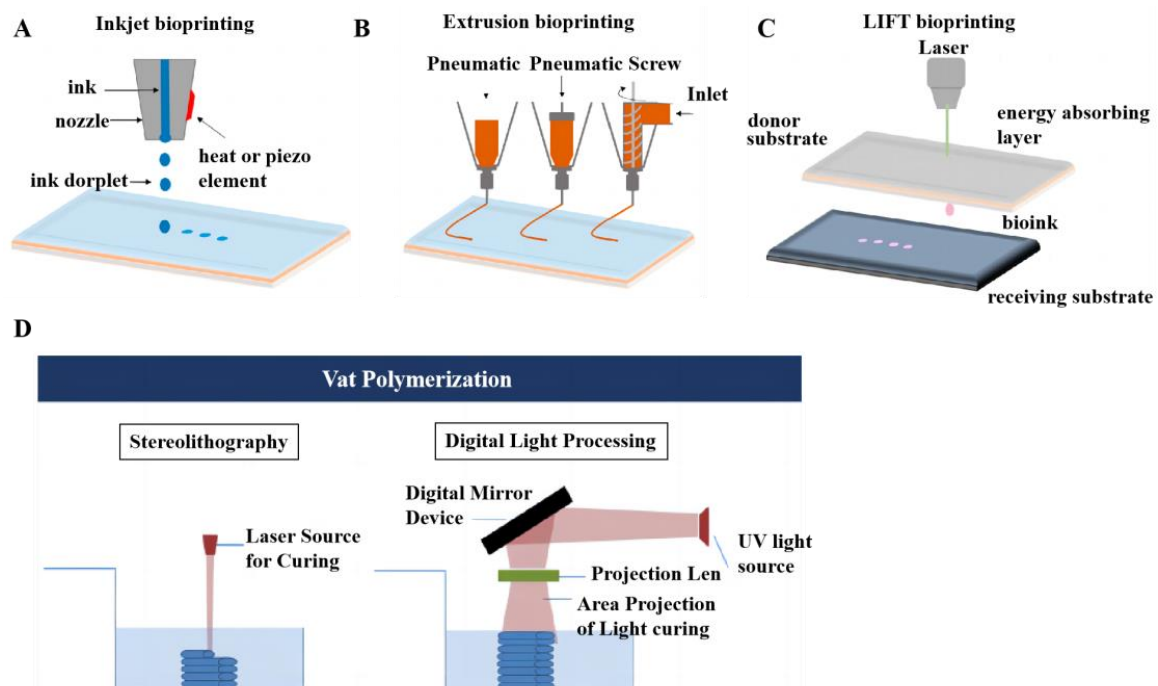 A
Inkjet bioprinting
ink
nozzle
heat or piezo
element
ink dorplet
B
Extrusion bioprinting
Pneumatic
Pneumatic Screw
Inlet
C
LIFT bioprinting
Laser
donor
substrate
energy absorbing
layer
bioink
receiving substrate
D
Vat Polymerization
Stereolithography
Laser Source
for Curing
Digital Light Processing
Digital Mirror
Device
UV light
source
Projection Len
Area Projection
of Light curing